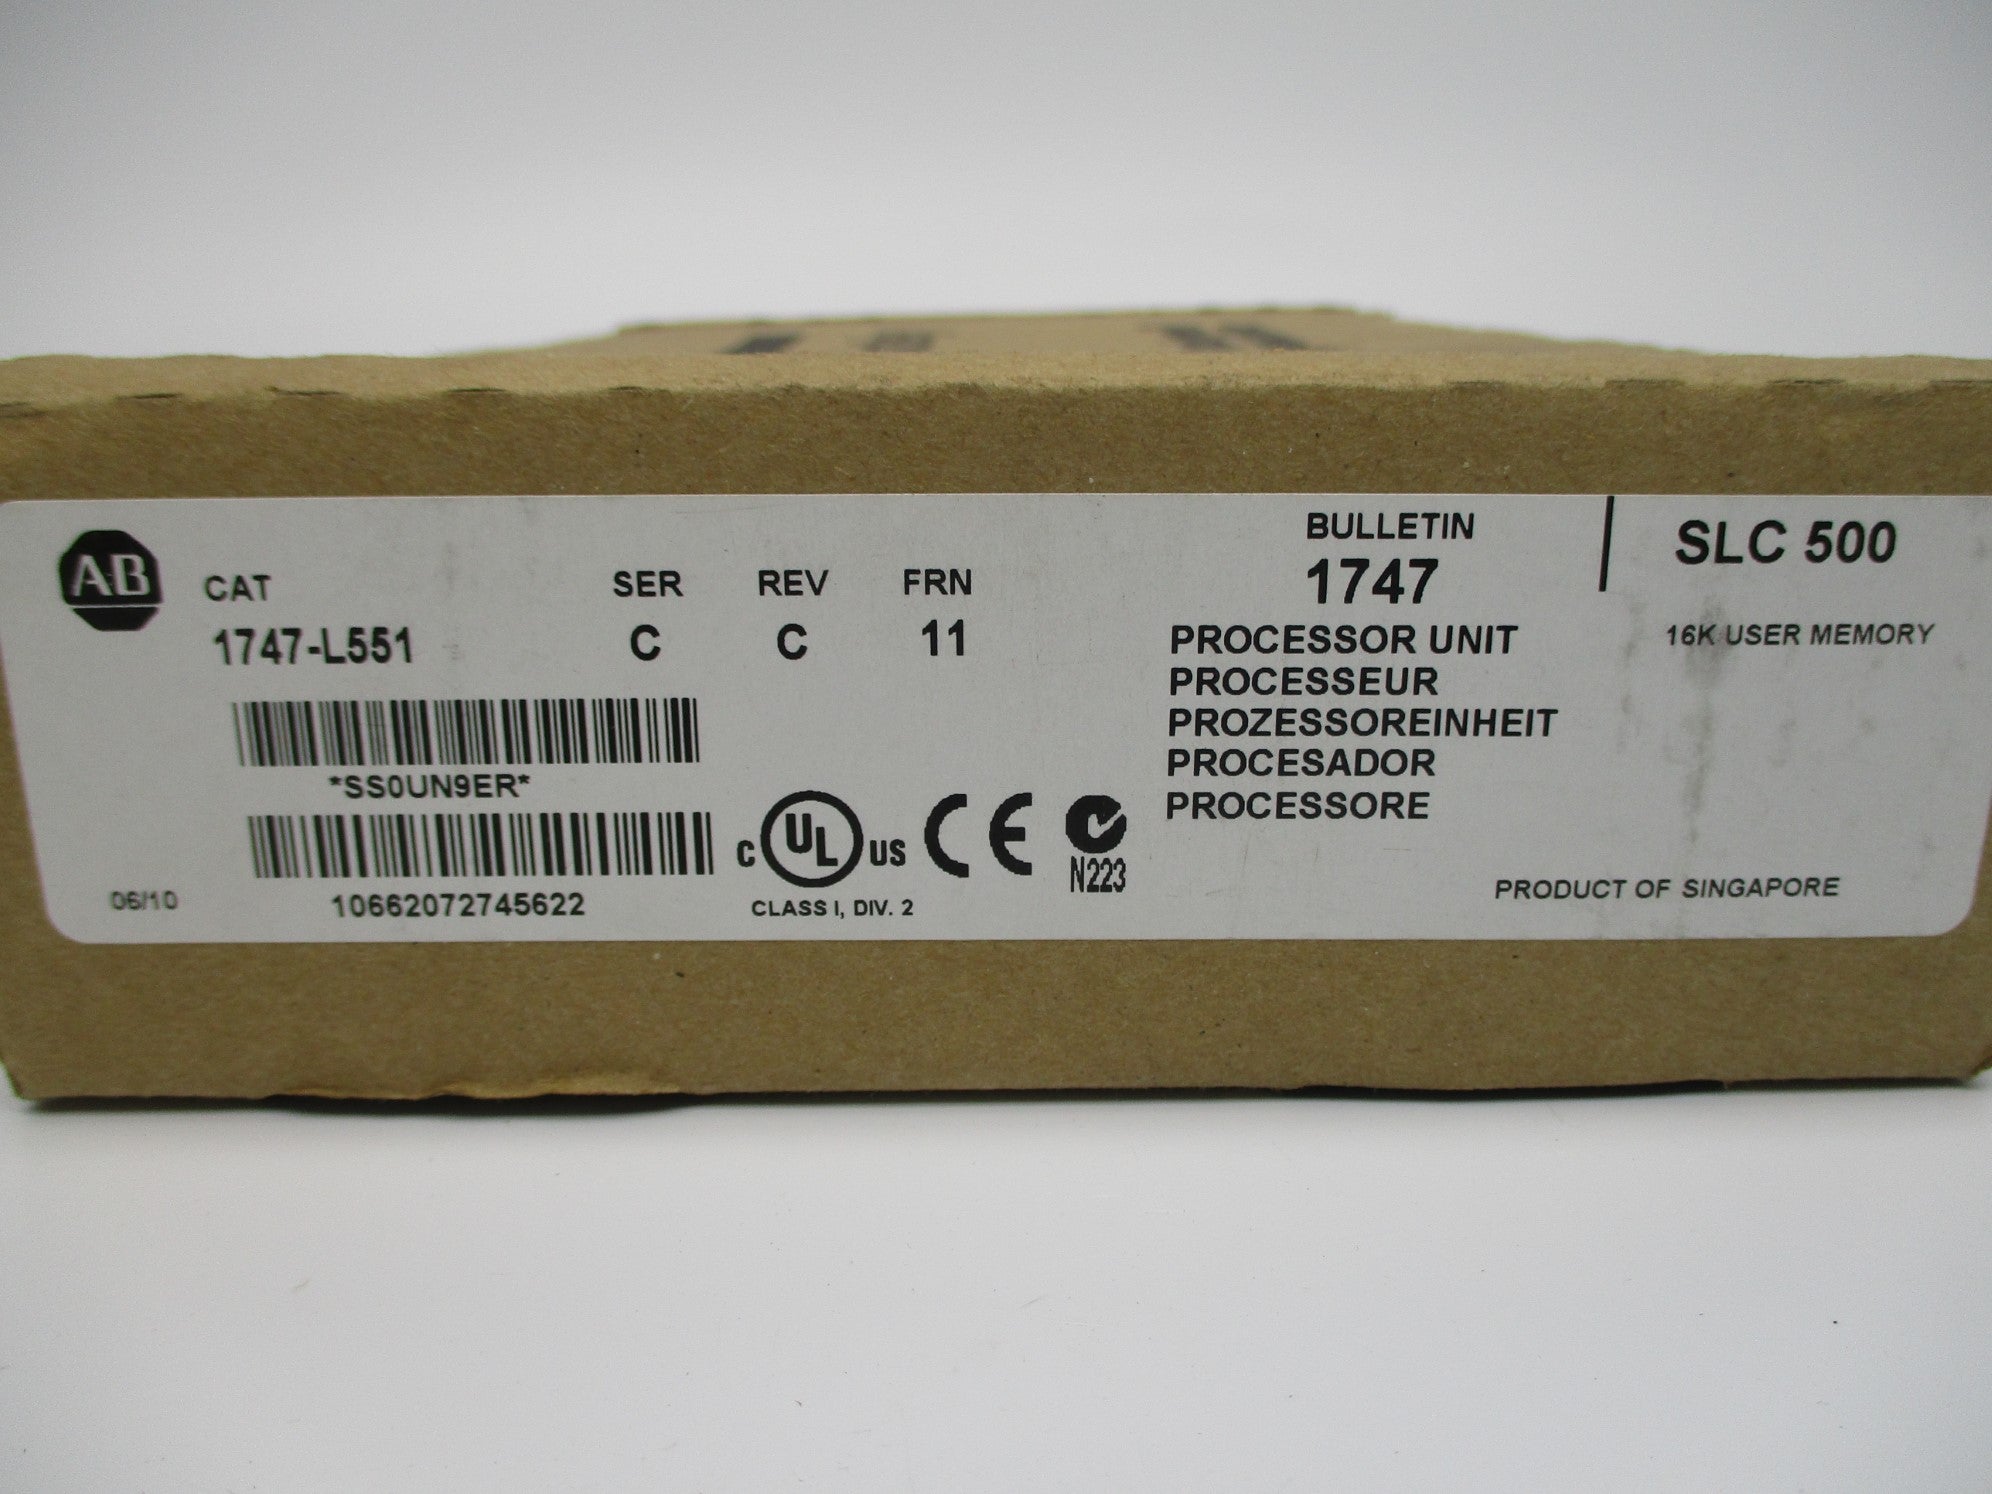 AB
CAT SER REV FRN
1747-L551 C C 11
*SS0UN9ER*
10662072745622
06/10
C UL US
CLASS I, DIV. 2
CE
N223
BULLETIN
1747
PROCESSOR UNIT
PROCESSEUR
PROZESSOREINHEIT
PROCESADOR
PROCESSORE
SLC 500
16K USER MEMORY
PRODUCT OF SINGAPORE